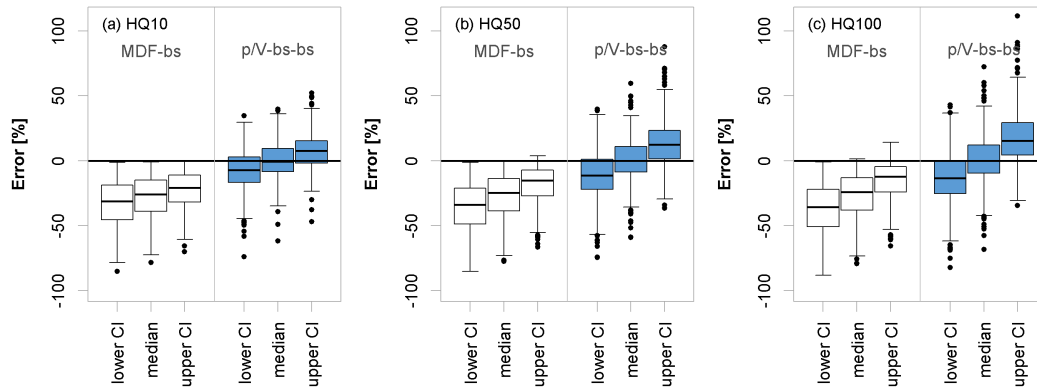 (a) HQ10
MDF-bs
p/V-bs-bs
Error [%]
100
50
0
-50
-100
lower CI
median
upper CI
lower CI
median
upper CI
(b) HQ50
MDF-bs
p/V-bs-bs
Error [%]
100
50
0
-50
-100
lower CI
median
upper CI
lower CI
median
upper CI
(c) HQ100
MDF-bs
p/V-bs-bs
Error [%]
100
50
0
-50
-100
lower CI
median
upper CI
lower CI
median
upper CI